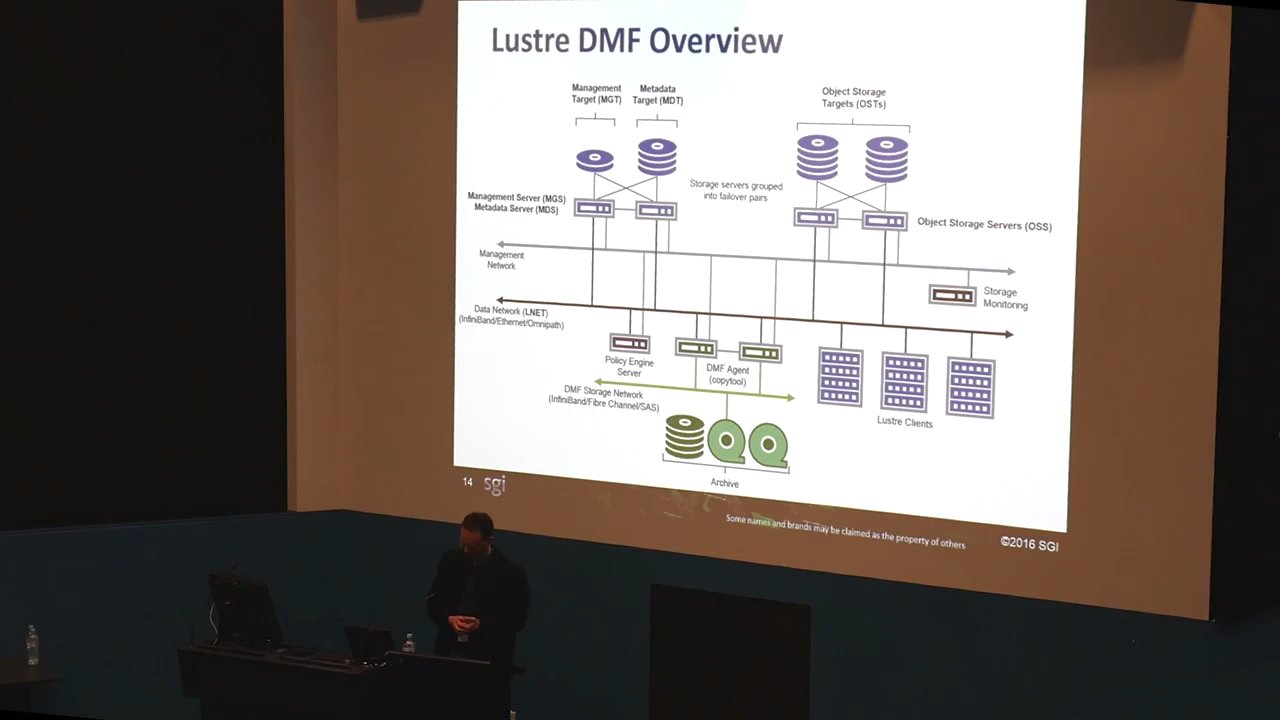 Lustre DMF Overview
Management
Target (MGT)
Metadata
Target (MDT)
Object Storage
Targets (OSTs)
Storage servers grouped
into failover pairs
Management Server (MGS)
Metadata Server (MDS)
Object Storage Servers (OSS)
Management
Network
Storage
Monitoring
Data Network (LNET)
(InfiniBand/Ethernet/Omnipath)
Policy Engine
Server
DMF Agent
(copytool)
DMF Storage Network
(InfiniBand/Fibre Channel/SAS)
Lustre Clients
Archive
14 sgi
Some names and brands may be claimed as the property of others
©2016 SGI